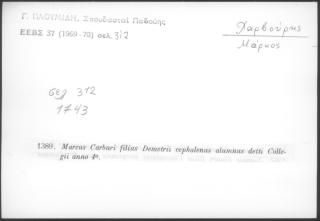 Γ. ΠΛΟΥΜΙΔΗ, Σπουδασταί Παδούης
ΕΕΒΣ 37 (1969-70) σελ. 312
Χαρβούρης
Μάρκος
σελ 312
1743
1389. Marcus Carburi filius Demetrii cephalenus alumnus detti Colle-
gii anno 4º.